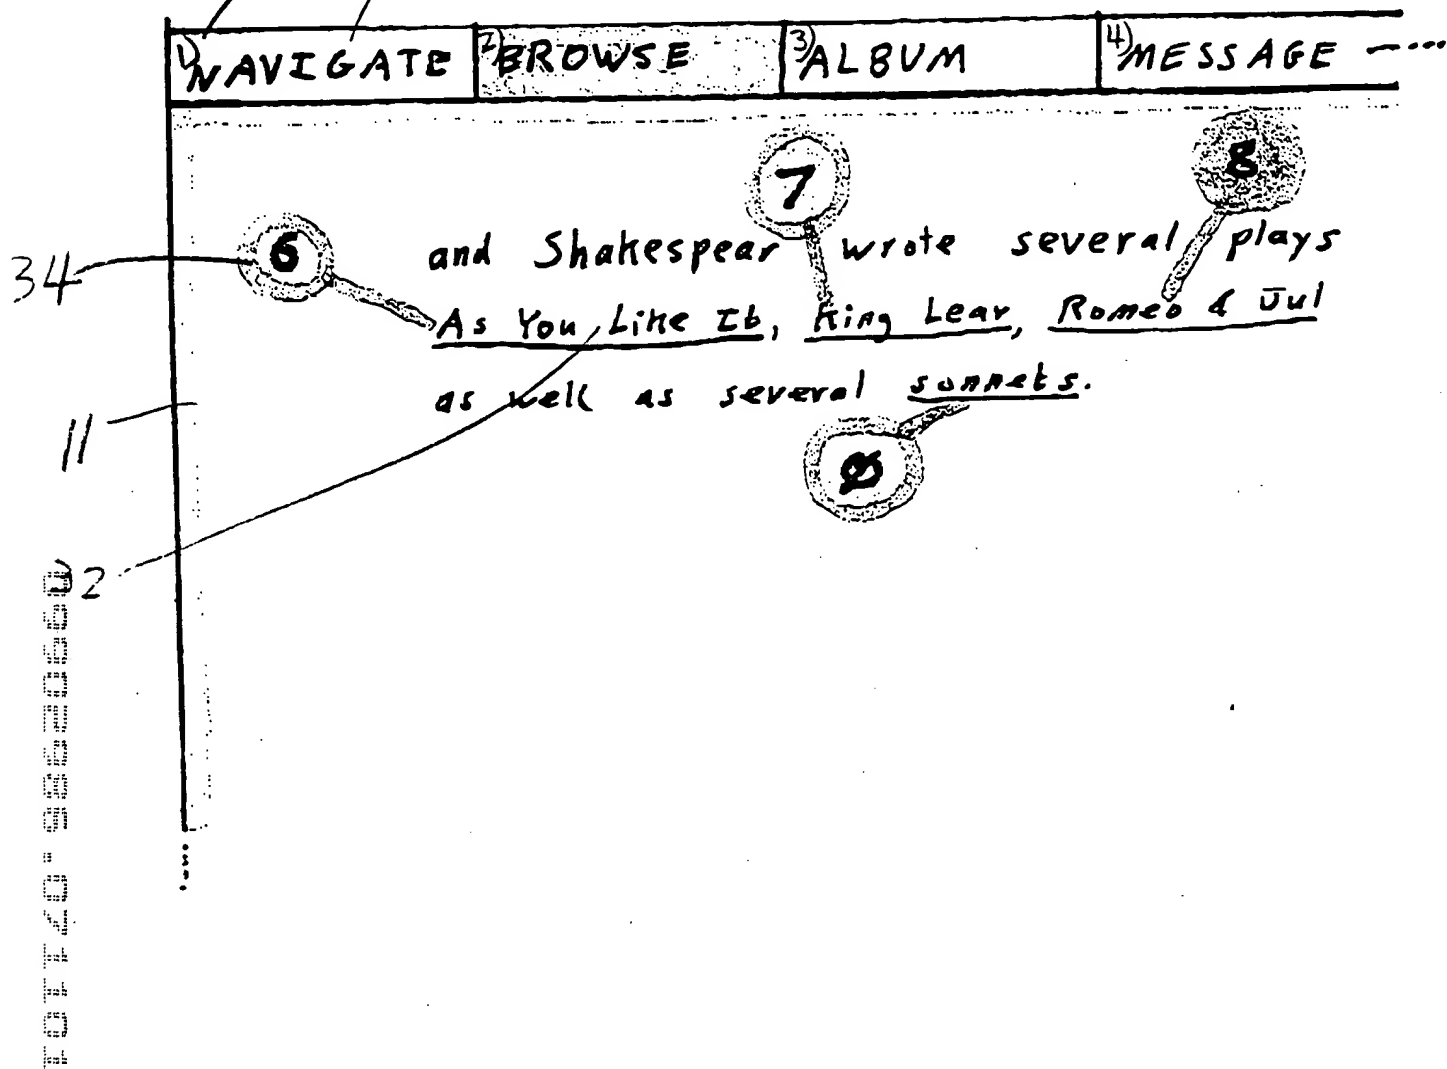 1) NAVIGATE 2) BROWSE 3) ALBUM 4) MESSAGE
7 8
6 and Shakespear wrote several plays
34
As You Like It, King Lear, Romeo & Jul
as well as several sonnets.
11
Ø
32